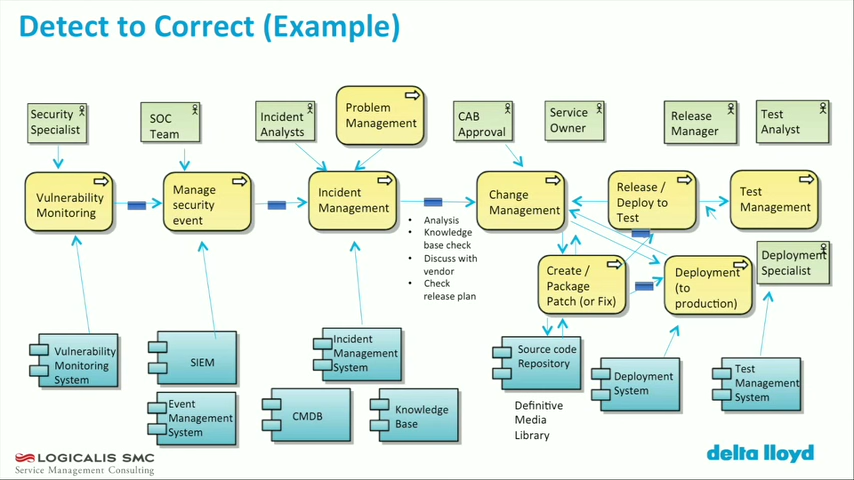 Detect to Correct (Example)
Security
Specialist
SOC
Team
Incident
Analysts
Problem
Management
CAB
Approval
Service
Owner
Release
Manager
Test
Analyst
Vulnerability
Monitoring
Manage
security
event
Incident
Management
Change
Management
Release /
Deploy to
Test
Test
Management
• Analysis
• Knowledge
base check
• Discuss with
vendor
• Check
release plan
Create /
Package
Patch (or Fix)
Deployment
(to
production)
Deployment
Specialist
Vulnerability
Monitoring
System
SIEM
Incident
Management
System
Source code
Repository
Deployment
System
Test
Management
System
Event
Management
System
CMDB
Knowledge
Base
Definitive
Media
Library
LOGICALIS SMC
Service Management Consulting
delta lloyd